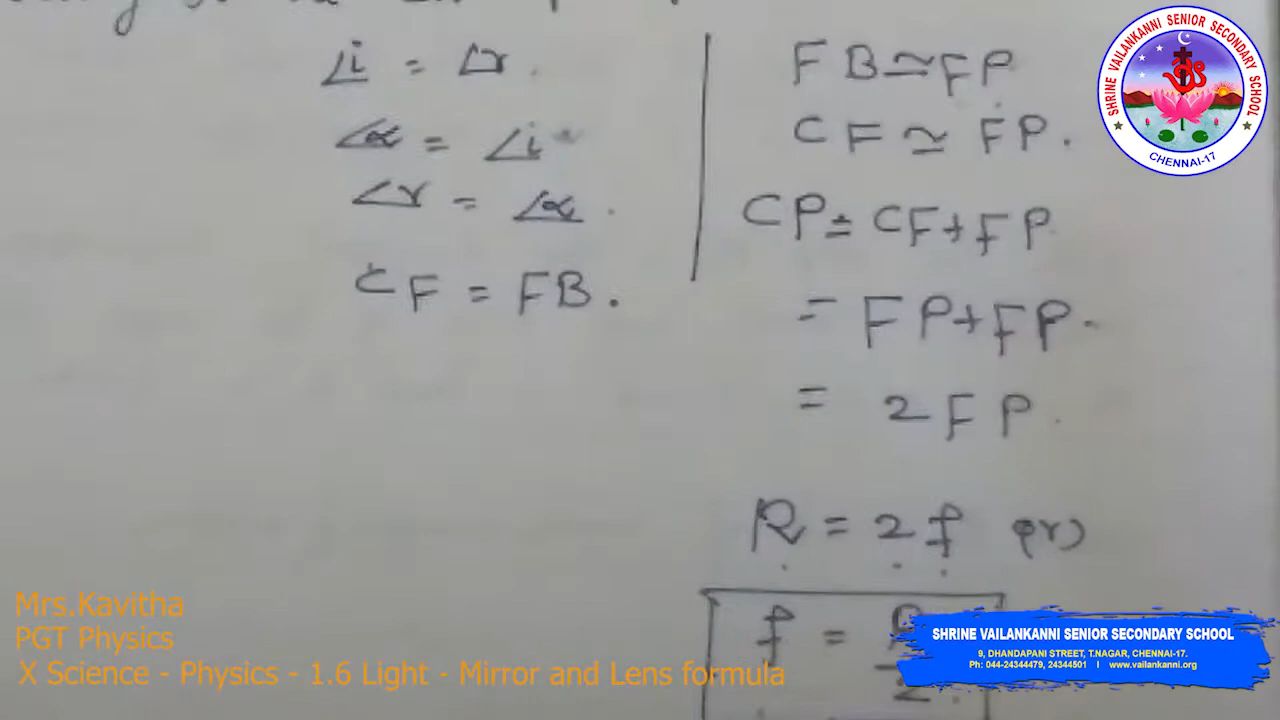 ∠i = ∠r.
∠α = ∠i
∠r = ∠α.
CF = FB.
FB ≃ FP
CF ≃ FP.
CP = CF + FP
= FP + FP.
= 2FP.
R = 2f (or)
f =
SHRINE VAILANKANNI SENIOR SECONDARY SCHOOL
CHENNAI-17
Mrs.Kavitha
PGT Physics
X Science - Physics - 1.6 Light - Mirror and Lens formula
SHRINE VAILANKANNI SENIOR SECONDARY SCHOOL
9, DHANDAPANI STREET, T.NAGAR, CHENNAI-17.
Ph: 044-24344479, 24344501 I www.vailankanni.org